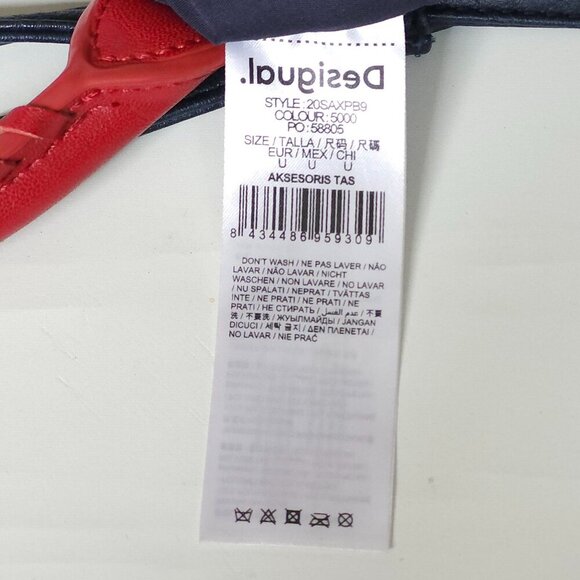 Desigual.
STYLE : 20SAXPB9
COLOUR : 5000
PO : 58805
SIZE / TALLA / 尺码 / 尺碼
EUR / MEX / CHI
U U U
AKSESORIS TAS
8 434486 959309
DON'T WASH / NE PAS LAVER / NÃO
LAVAR / NÃO LAVAR / NICHT
WASCHEN / NON LAVARE / NO LAVAR
/ NU SPALATI / NEPRAT / TVÄTTAS
INTE / NE PRATI / NE PRATI / NE
PRATI / НЕ СТИРАТЬ / عدم الغسل / 不要
洗 / 不要洗 / ЖУЫЛМАЙДЫ / JANGAN
DICUCI / 세탁 금지 / ΔΕΝ ΠΛΕΝΕΤΑΙ /
NO LAVAR / NIE PRAĆ